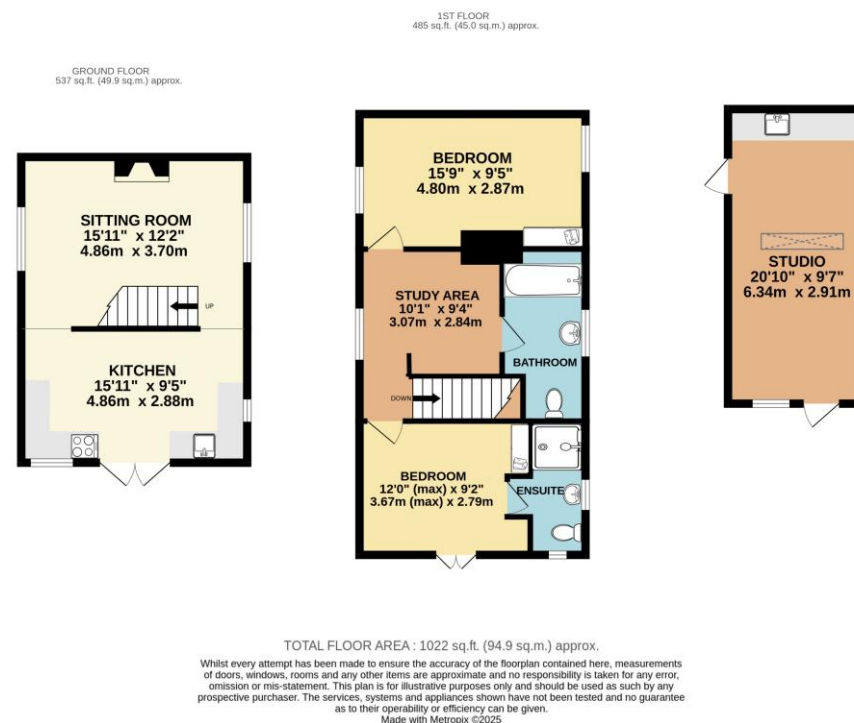 GROUND FLOOR
537 sq.ft. (49.9 sq.m.) approx.
SITTING ROOM
15'11" x 12'2"
4.86m x 3.70m
UP
KITCHEN
15'11" x 9'5"
4.86m x 2.88m
1ST FLOOR
485 sq.ft. (45.0 sq.m.) approx.
BEDROOM
15'9" x 9'5"
4.80m x 2.87m
STUDY AREA
10'1" x 9'4"
3.07m x 2.84m
BATHROOM
DOWN
BEDROOM
12'0" (max) x 9'2"
3.67m (max) x 2.79m
ENSUITE
STUDIO
20'10" x 9'7"
6.34m x 2.91m
TOTAL FLOOR AREA : 1022 sq.ft. (94.9 sq.m.) approx.
Whilst every attempt has been made to ensure the accuracy of the floorplan contained here, measurements
of doors, windows, rooms and any other items are approximate and no responsibility is taken for any error,
omission or mis-statement. This plan is for illustrative purposes only and should be used as such by any
prospective purchaser. The services, systems and appliances shown have not been tested and no guarantee
as to their operability or efficiency can be given.
Made with Metropix ©2025